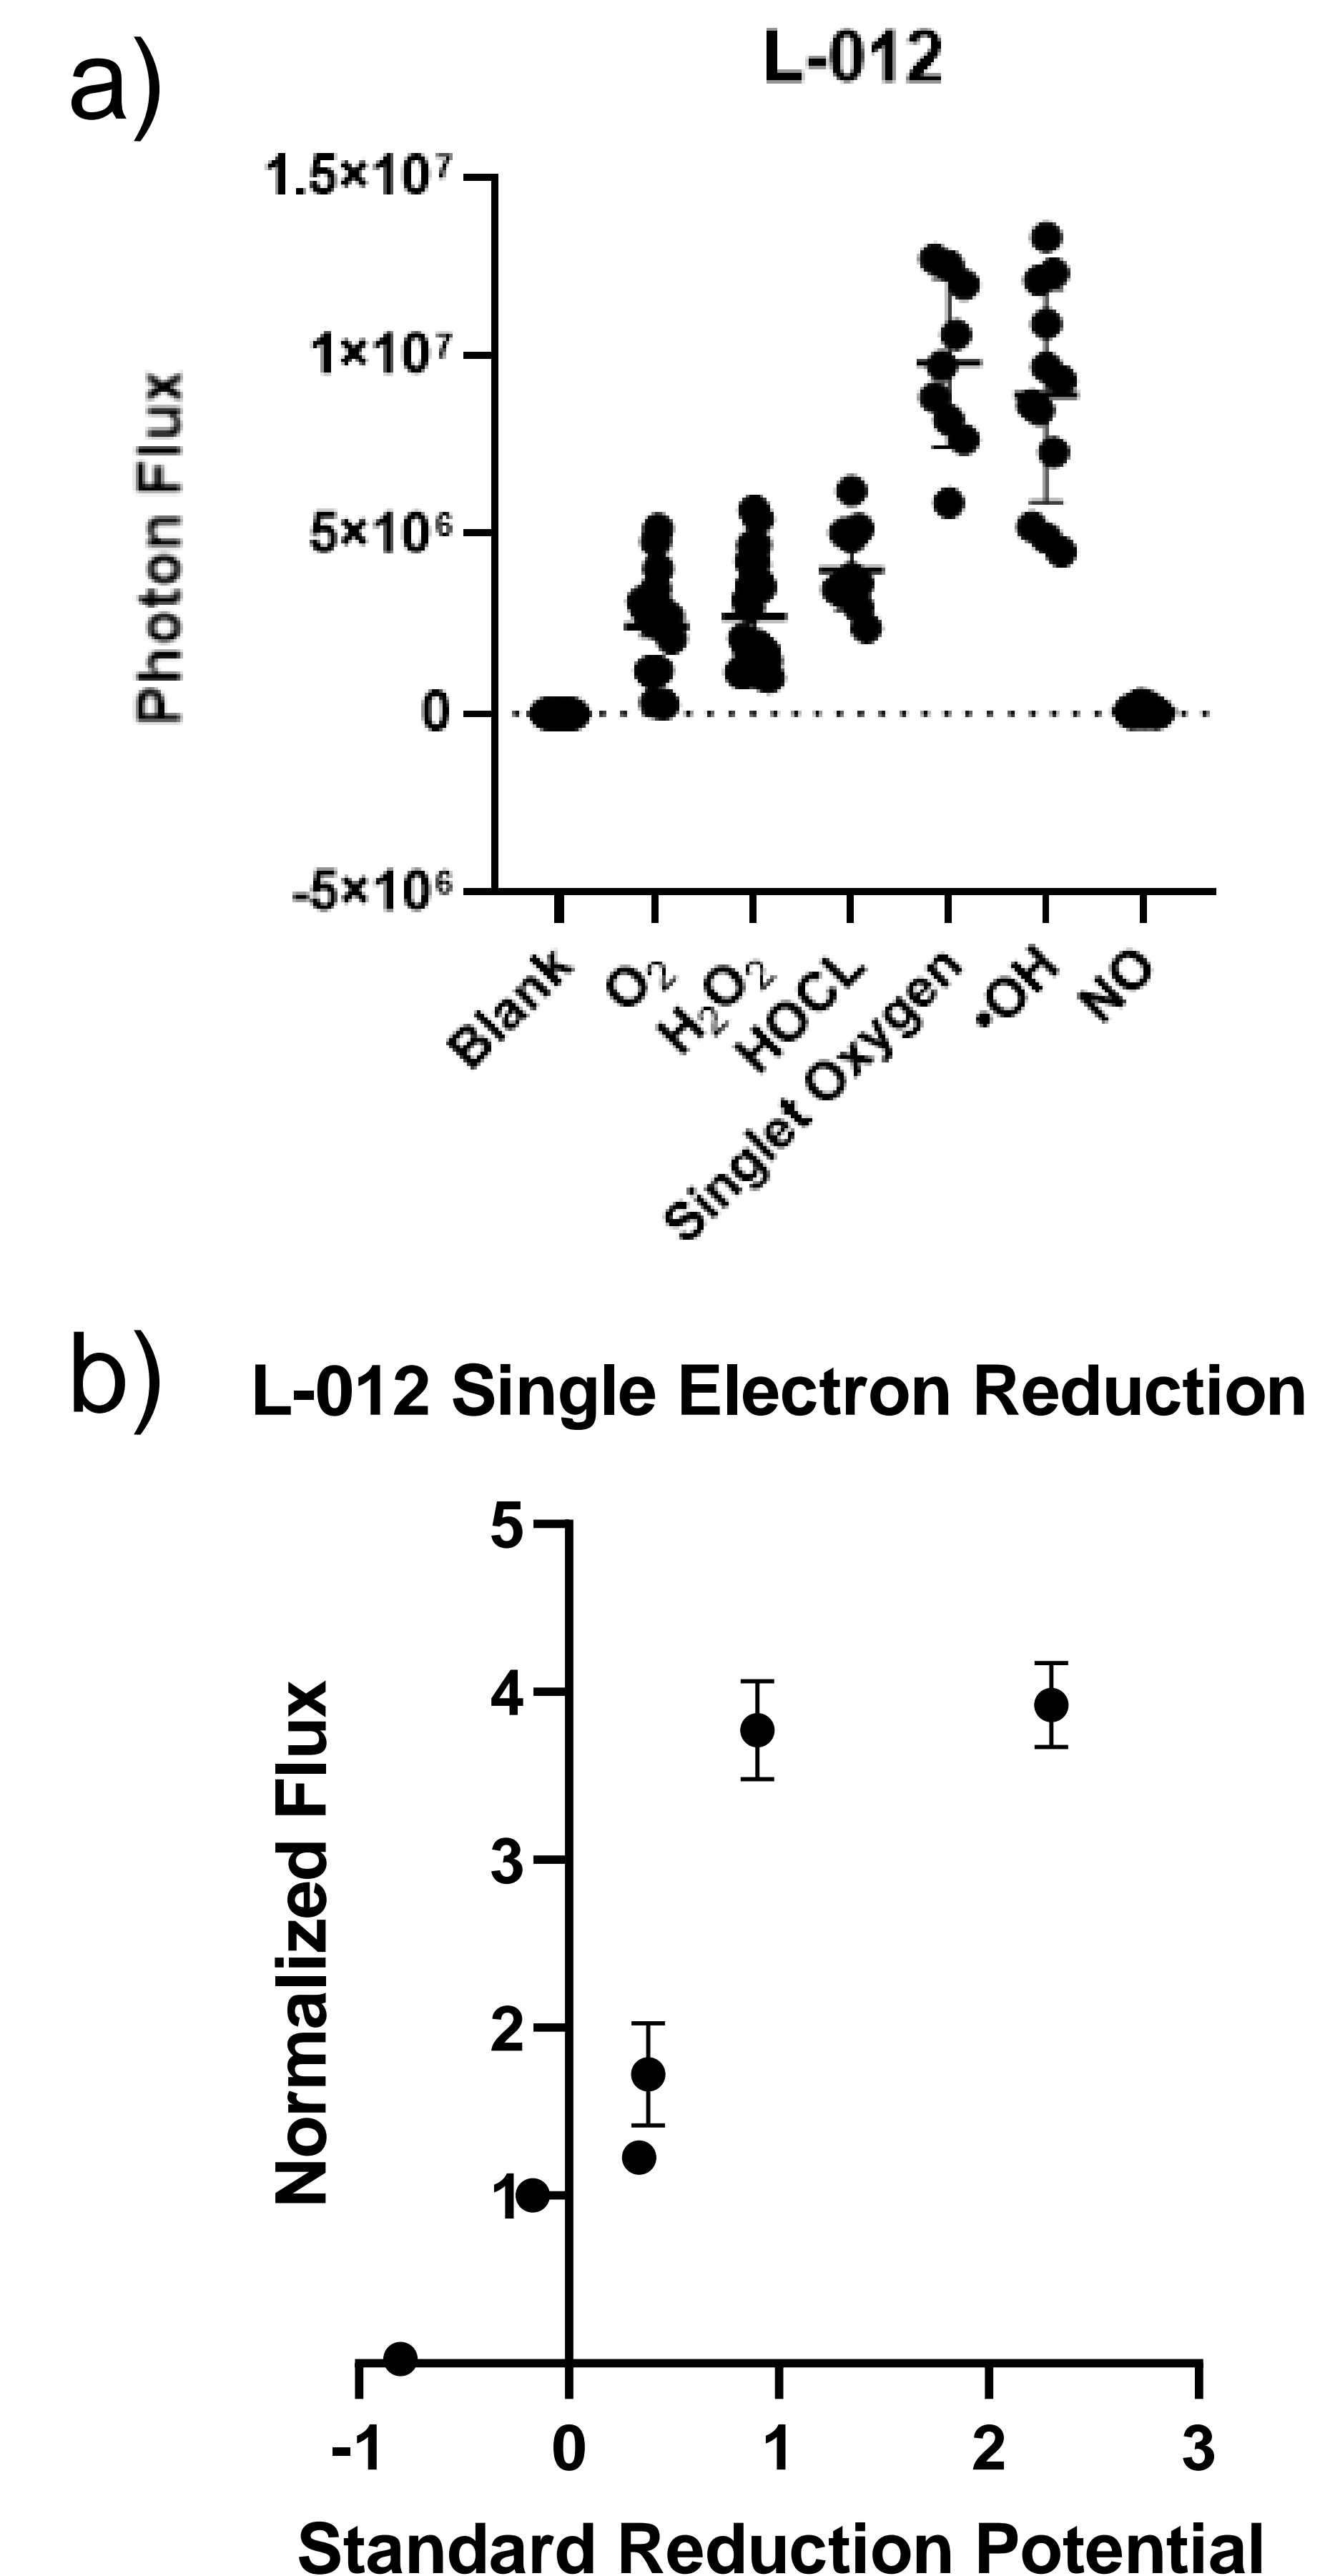 a)
L-012
1.5×10⁷
1×10⁷
5×10⁶
0
-5×10⁶
Photon Flux
Blank
O₂
H₂O₂
HOCL
Singlet Oxygen
•OH
NO
b)
L-012 Single Electron Reduction
5
4
3
2
1
Normalized Flux
-1 0 1 2 3
Standard Reduction Potential